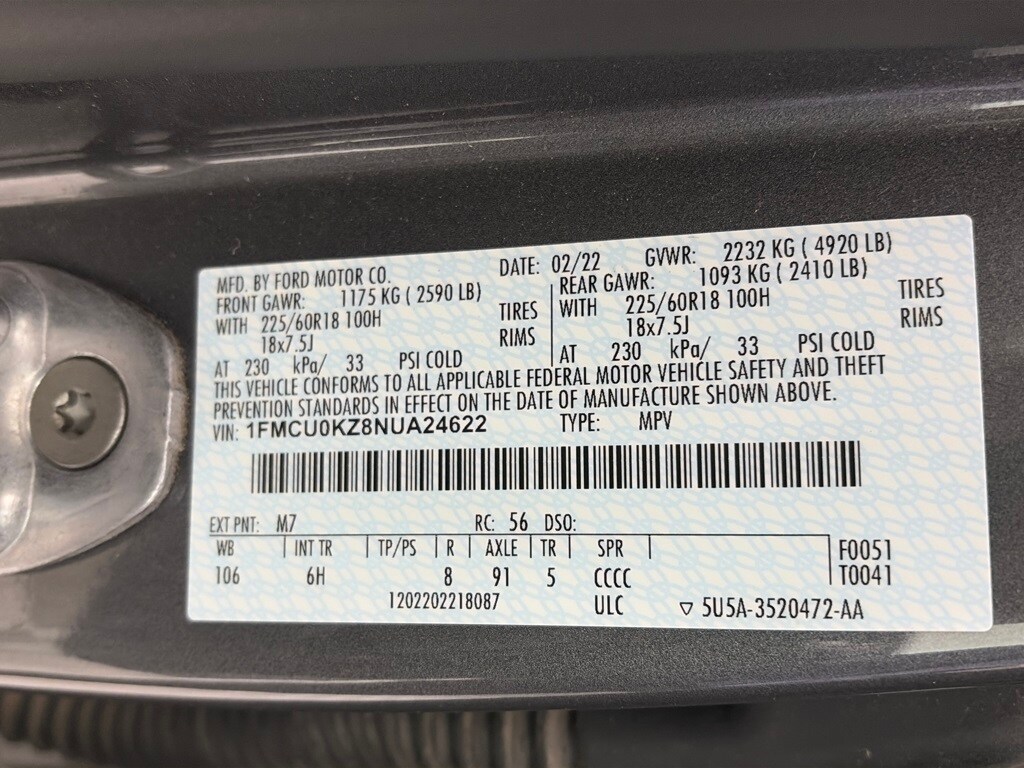 MFD. BY FORD MOTOR CO. DATE: 02/22 GVWR: 2232 KG ( 4920 LB)
FRONT GAWR: 1175 KG ( 2590 LB) REAR GAWR: 1093 KG ( 2410 LB)
WITH 225/60R18 100H TIRES WITH 225/60R18 100H TIRES
18x7.5J RIMS 18x7.5J RIMS
AT 230 kPa/ 33 PSI COLD AT 230 kPa/ 33 PSI COLD
THIS VEHICLE CONFORMS TO ALL APPLICABLE FEDERAL MOTOR VEHICLE SAFETY AND THEFT
PREVENTION STANDARDS IN EFFECT ON THE DATE OF MANUFACTURE SHOWN ABOVE.
VIN: 1FMCU0KZ8NUA24622 TYPE: MPV
EXT PNT: M7 RC: 56 DSO:
WB INT TR TP/PS R AXLE TR SPR F0051
106 6H 8 91 5 CCCC T0041
1202202218087 ULC ▽ 5U5A-3520472-AA